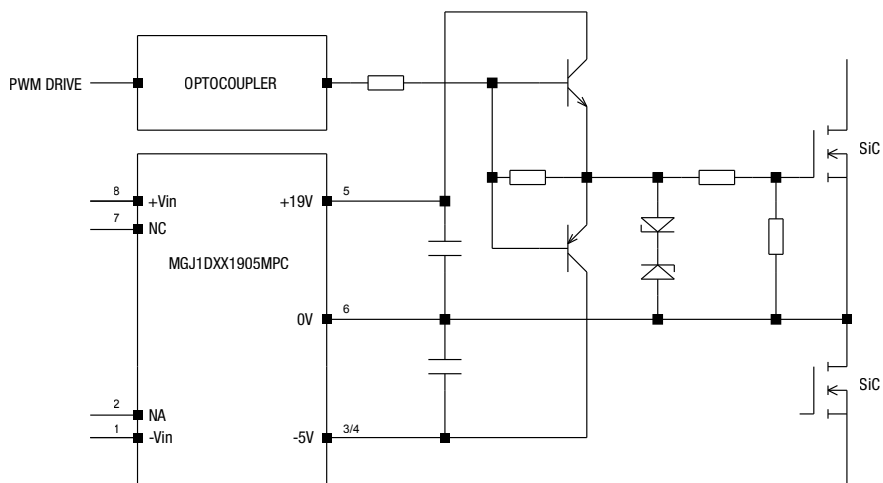 PWM DRIVE
OPTOCOUPLER
SiC
8
+Vin
+19V
5
7
NC
MGJ1DXX1905MPC
0V
6
SiC
2
NA
1
-Vin
-5V
3/4